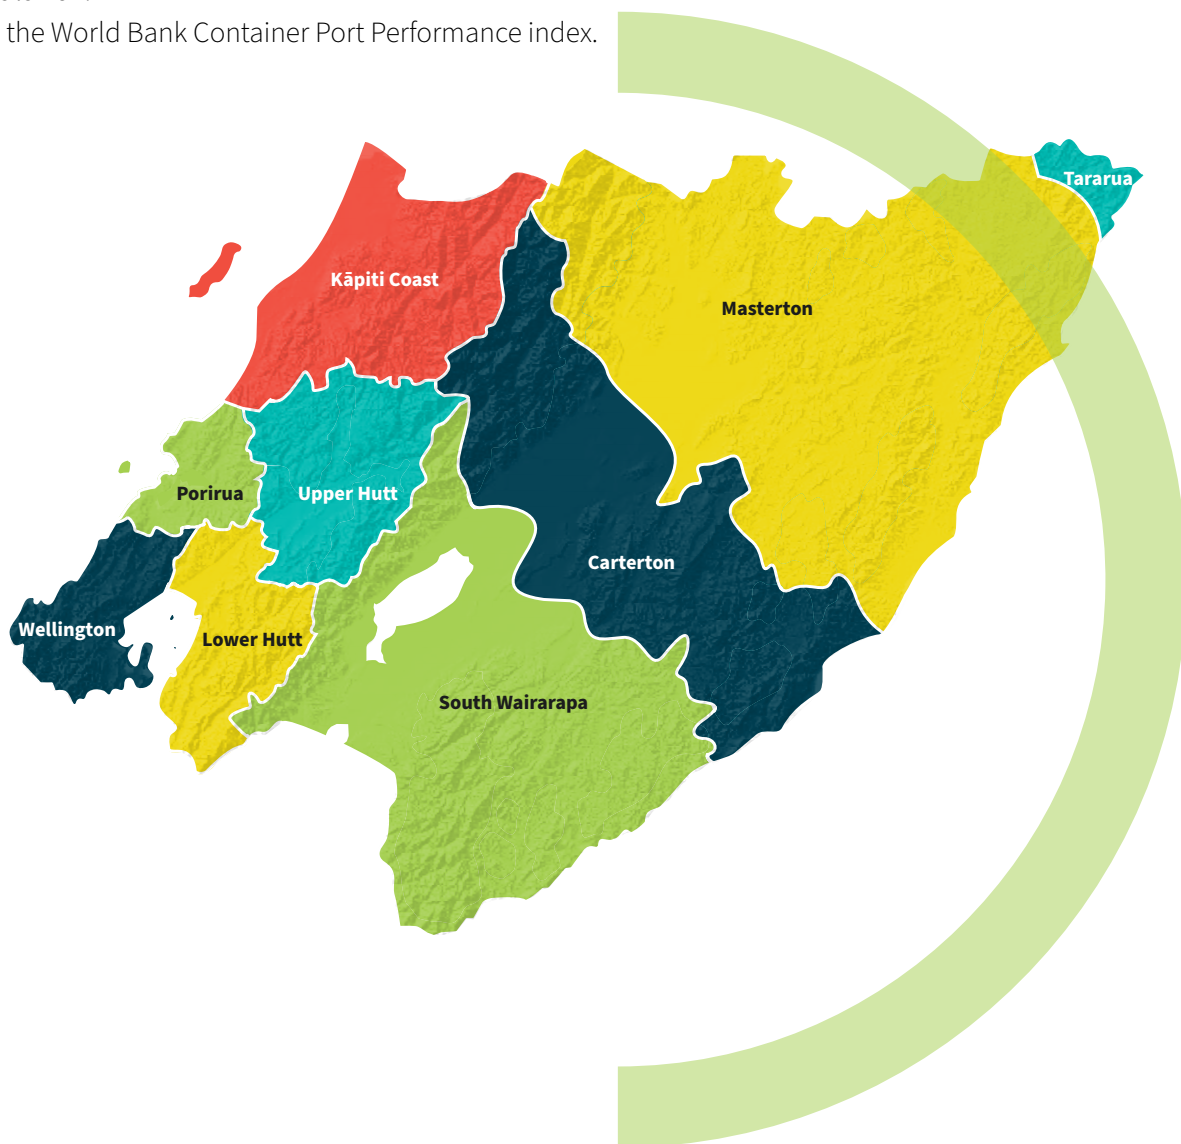 the World Bank Container Port Performance index.
Tararua
Kāpiti Coast
Masterton
Porirua
Upper Hutt
Carterton
Wellington
Lower Hutt
South Wairarapa